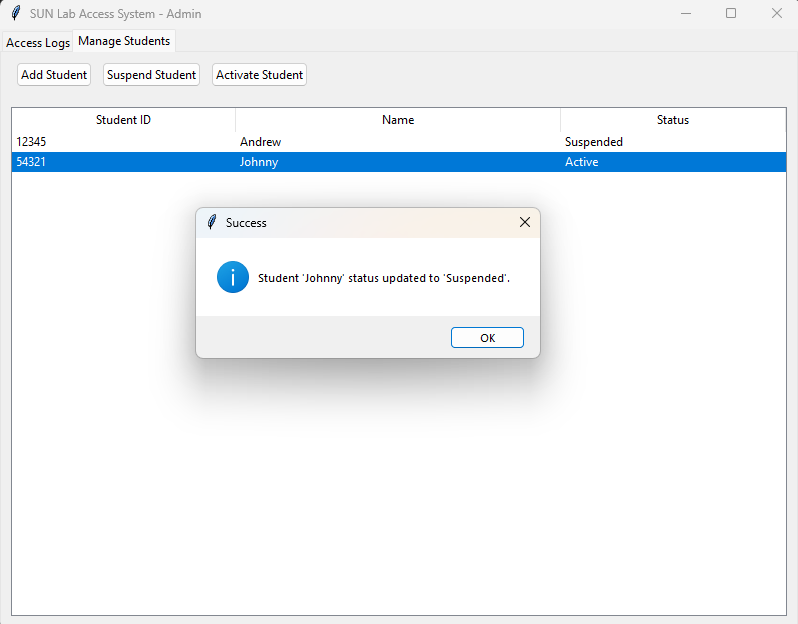 SUN Lab Access System - Admin
Access Logs Manage Students
Add Student Suspend Student Activate Student
Student ID Name Status
12345 Andrew Suspended
54321 Johnny Active
Success
Student 'Johnny' status updated to 'Suspended'.
OK